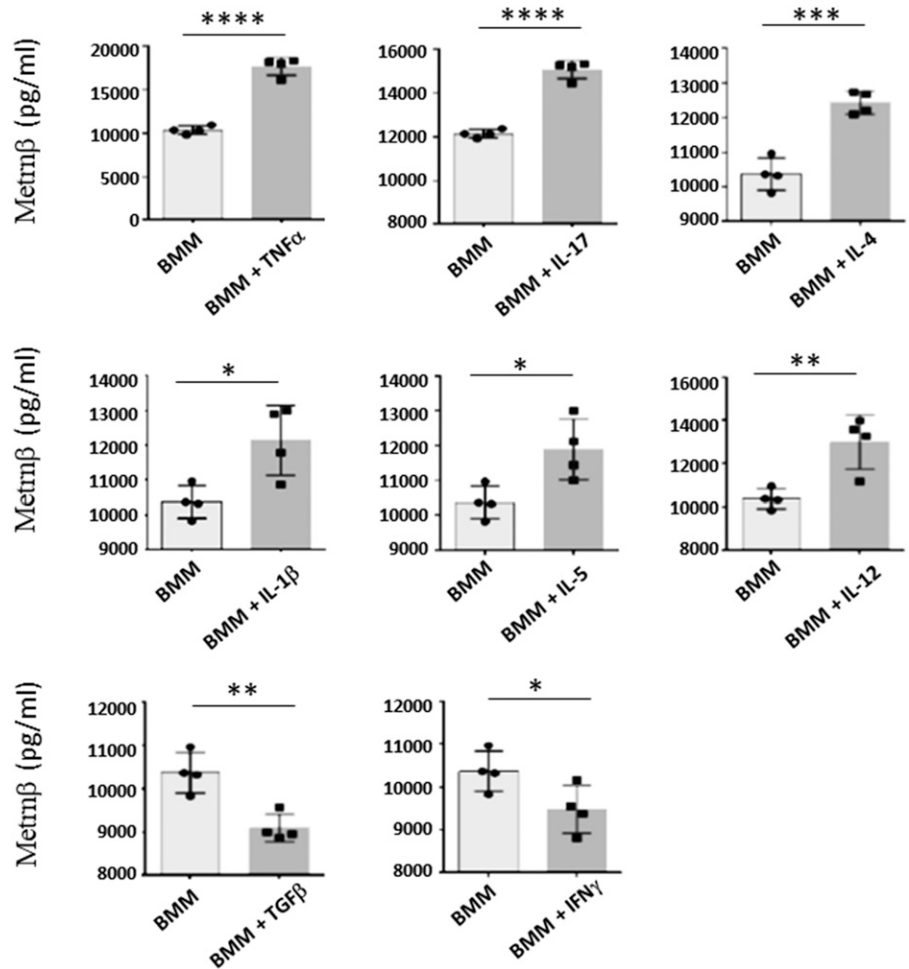 **** **** ***
Metrnβ (pg/ml)
20000 16000 14000
15000 14000 13000
10000 12000 12000
5000 10000 11000 10000
0 8000 9000
BMM BMM + TNFα BMM BMM + IL-17 BMM BMM + IL-4
* * **
Metrnβ (pg/ml)
14000 14000 16000
13000 13000 14000
12000 12000 12000
11000 11000 10000
10000 10000
9000 9000 8000
BMM BMM + IL-1β BMM BMM + IL-5 BMM BMM + IL-12
** *
Metrnβ (pg/ml)
12000 12000
11000 11000
10000 10000
9000 9000
8000 8000
BMM BMM + TGFβ BMM BMM + IFNγ